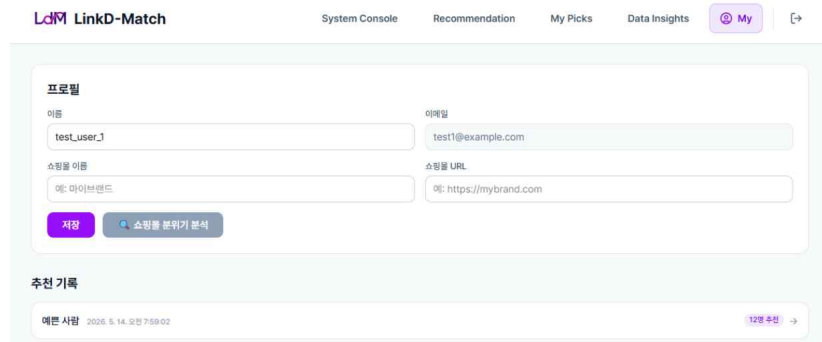 LdM LinkD-Match System Console Recommendation My Picks Data Insights My
프로필
이름 이메일
test_user_1 test1@example.com
쇼핑몰 이름 쇼핑몰 URL
예: 마이브랜드 예: https://mybrand.com
저장 쇼핑몰 분위기 분석
추천 기록
예쁜 사람 2026. 5. 14. 오전 7:59:02 12명 추천 →